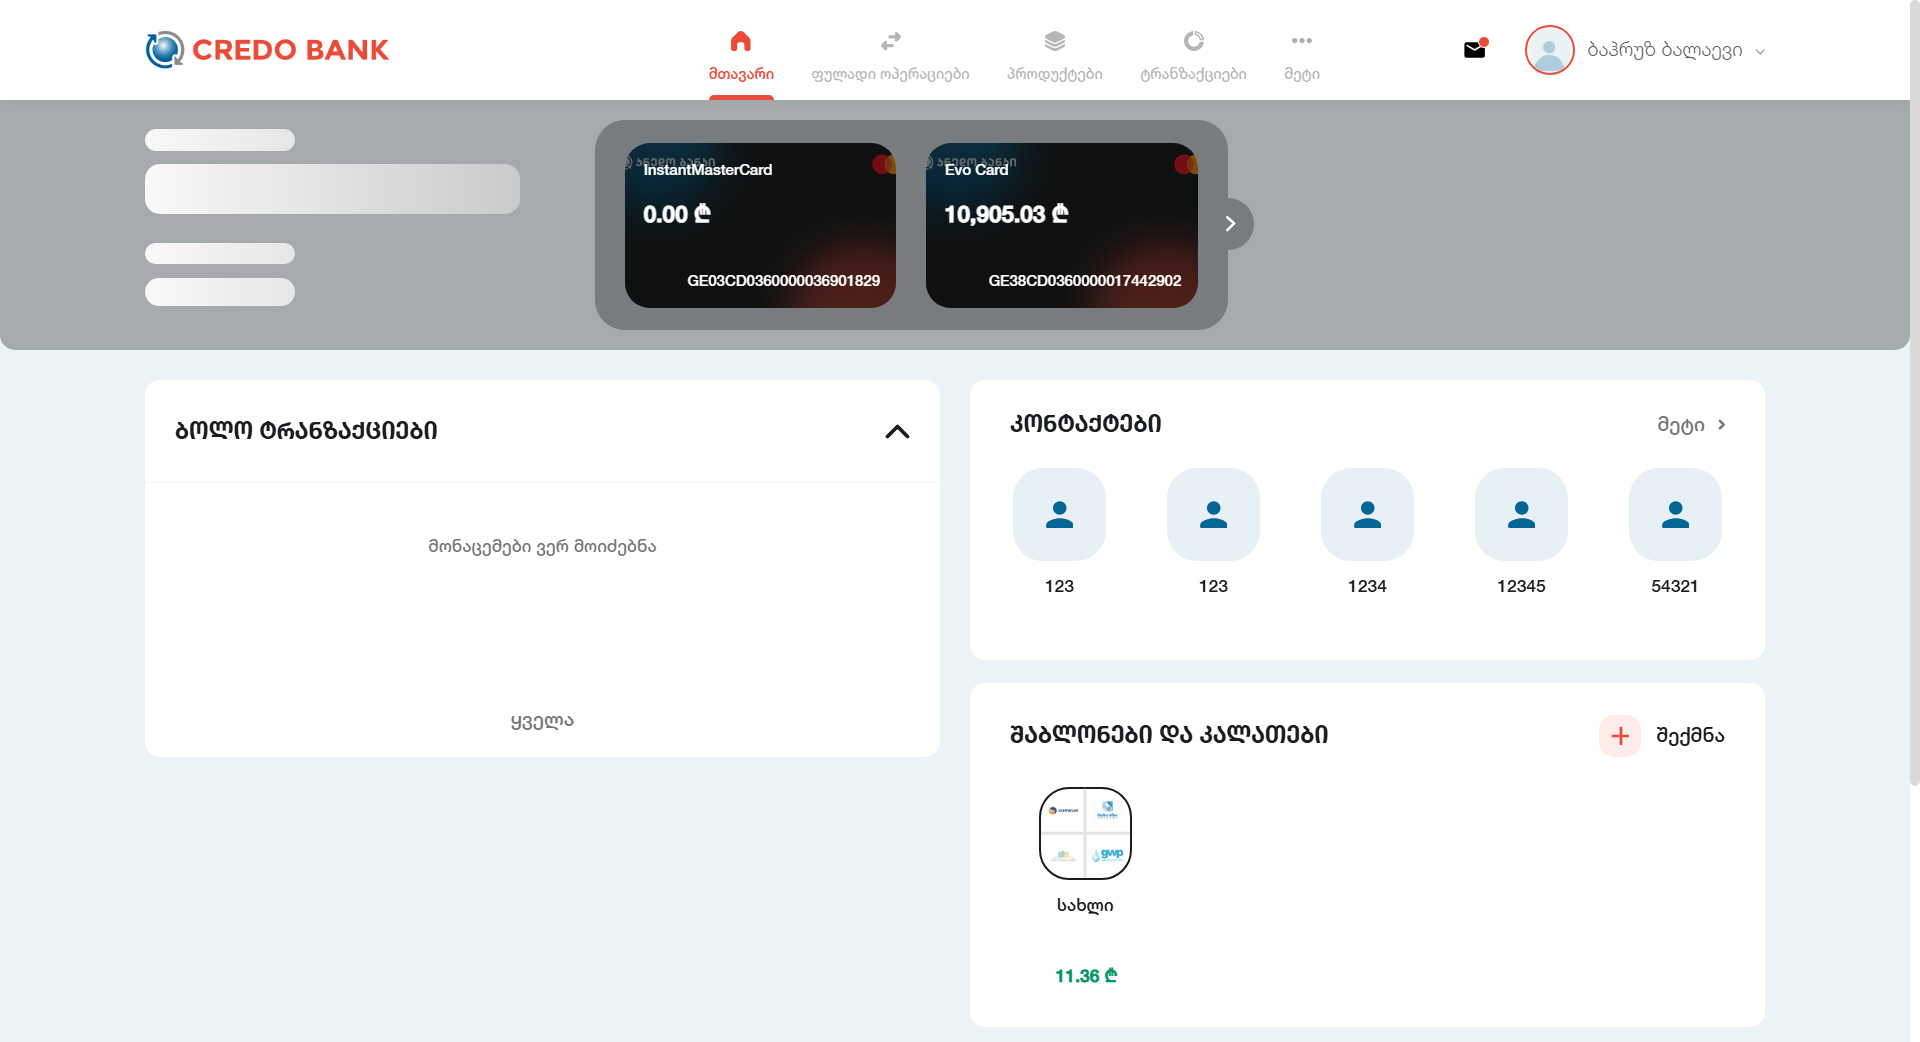 CREDO BANK
მთავარი
ფულადი ოპერაციები
პროდუქტები
ტრანზაქციები
მეტი
ბაჰრუზ ბალაევი
InstantMasterCard
0.00 ₾
GE03CD0360000036901829
Evo Card
10,905.03 ₾
GE38CD0360000017442902
ბოლო ტრანზაქციები
მონაცემები ვერ მოიძებნა
ყველა
კონტაქტები
მეტი
123
123
1234
12345
54321
შაბლონები და კალათები
შექმნა
gwp
სახლი
11.36 ₾